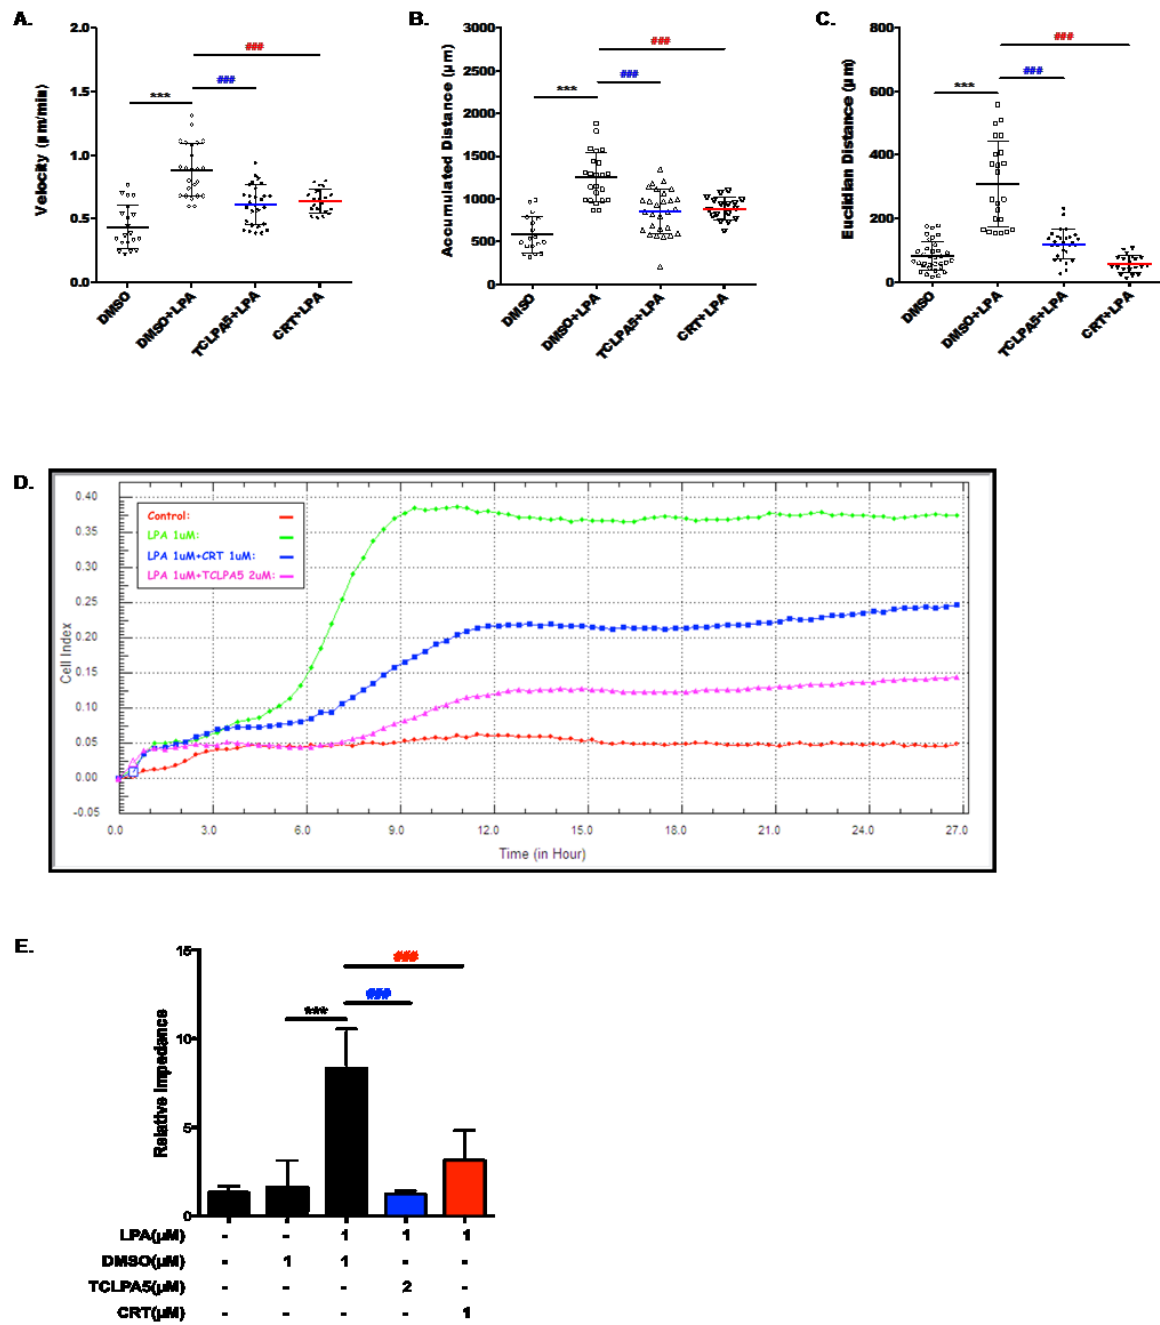 A.
Velocity (µm/min)
2.0
1.5
1.0
0.5
0.0
###
###
***
DMSO
DMSO+LPA
TCLPA5+LPA
CRT+LPA
B.
Accumulated Distance (µm)
3000
2500
2000
1500
1000
500
0
###
###
***
DMSO
DMSO+LPA
TCLPA5+LPA
CRT+LPA
C.
Euclidian Distance (µm)
800
600
400
200
0
###
###
***
DMSO
DMSO+LPA
TCLPA5+LPA
CRT+LPA
D.
Cell Index
0.40
0.35
0.30
0.25
0.20
0.15
0.10
0.05
0.00
-0.05
Control:
LPA 1uM:
LPA 1uM+CRT 1uM:
LPA 1uM+TCLPA5 2uM:
0.0 3.0 6.0 9.0 12.0 15.0 18.0 21.0 24.0 27.0
Time (in Hour)
E.
Relative Impedance
15
10
5
0
###
###
***
LPA(µM) - - 1 1 1
DMSO(µM) - 1 1 - -
TCLPA5(µM) - - - 2 -
CRT(µM) - - - - 1